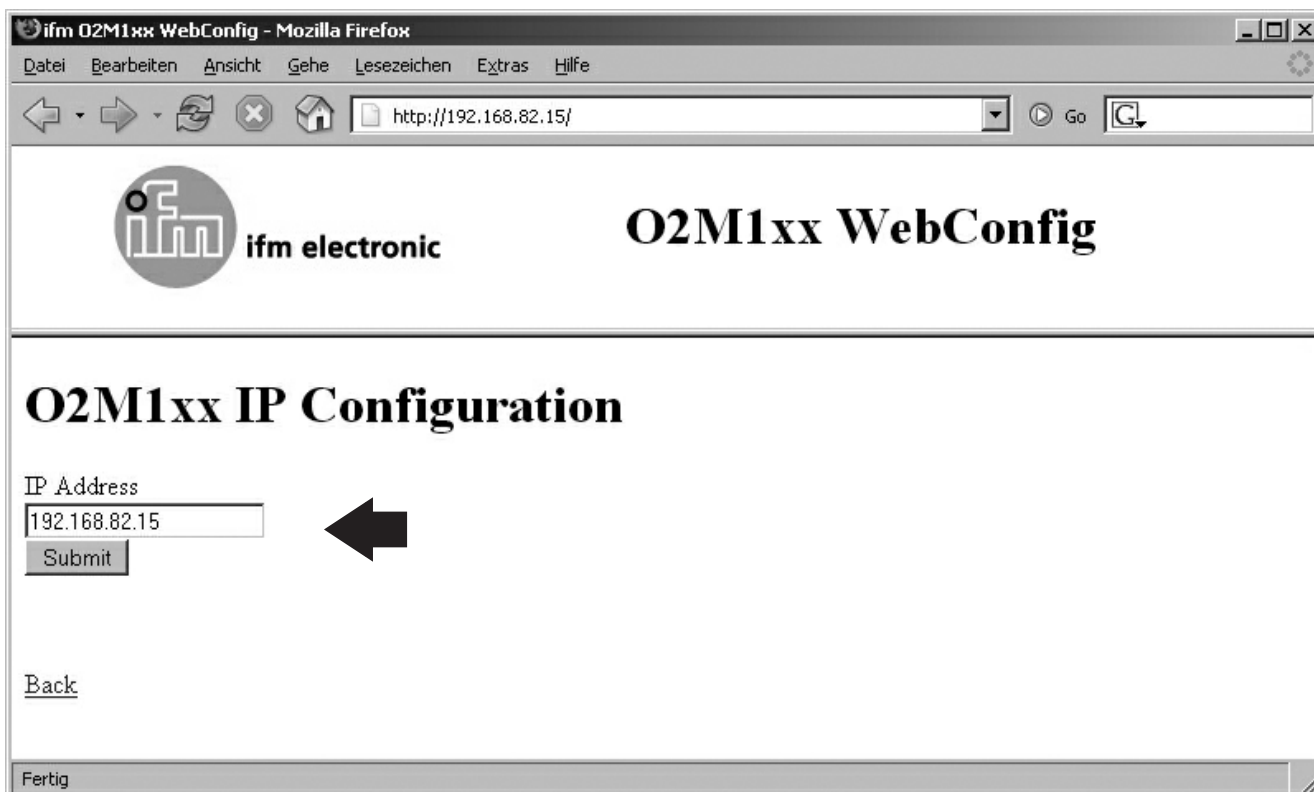 ifm O2M1xx WebConfig - Mozilla Firefox
Datei Bearbeiten Ansicht Gehe Lesezeichen Extras Hilfe
http://192.168.82.15/ Go G
ifm
ifm electronic
O2M1xx WebConfig
O2M1xx IP Configuration
IP Address
192.168.82.15
Submit
Back
Fertig